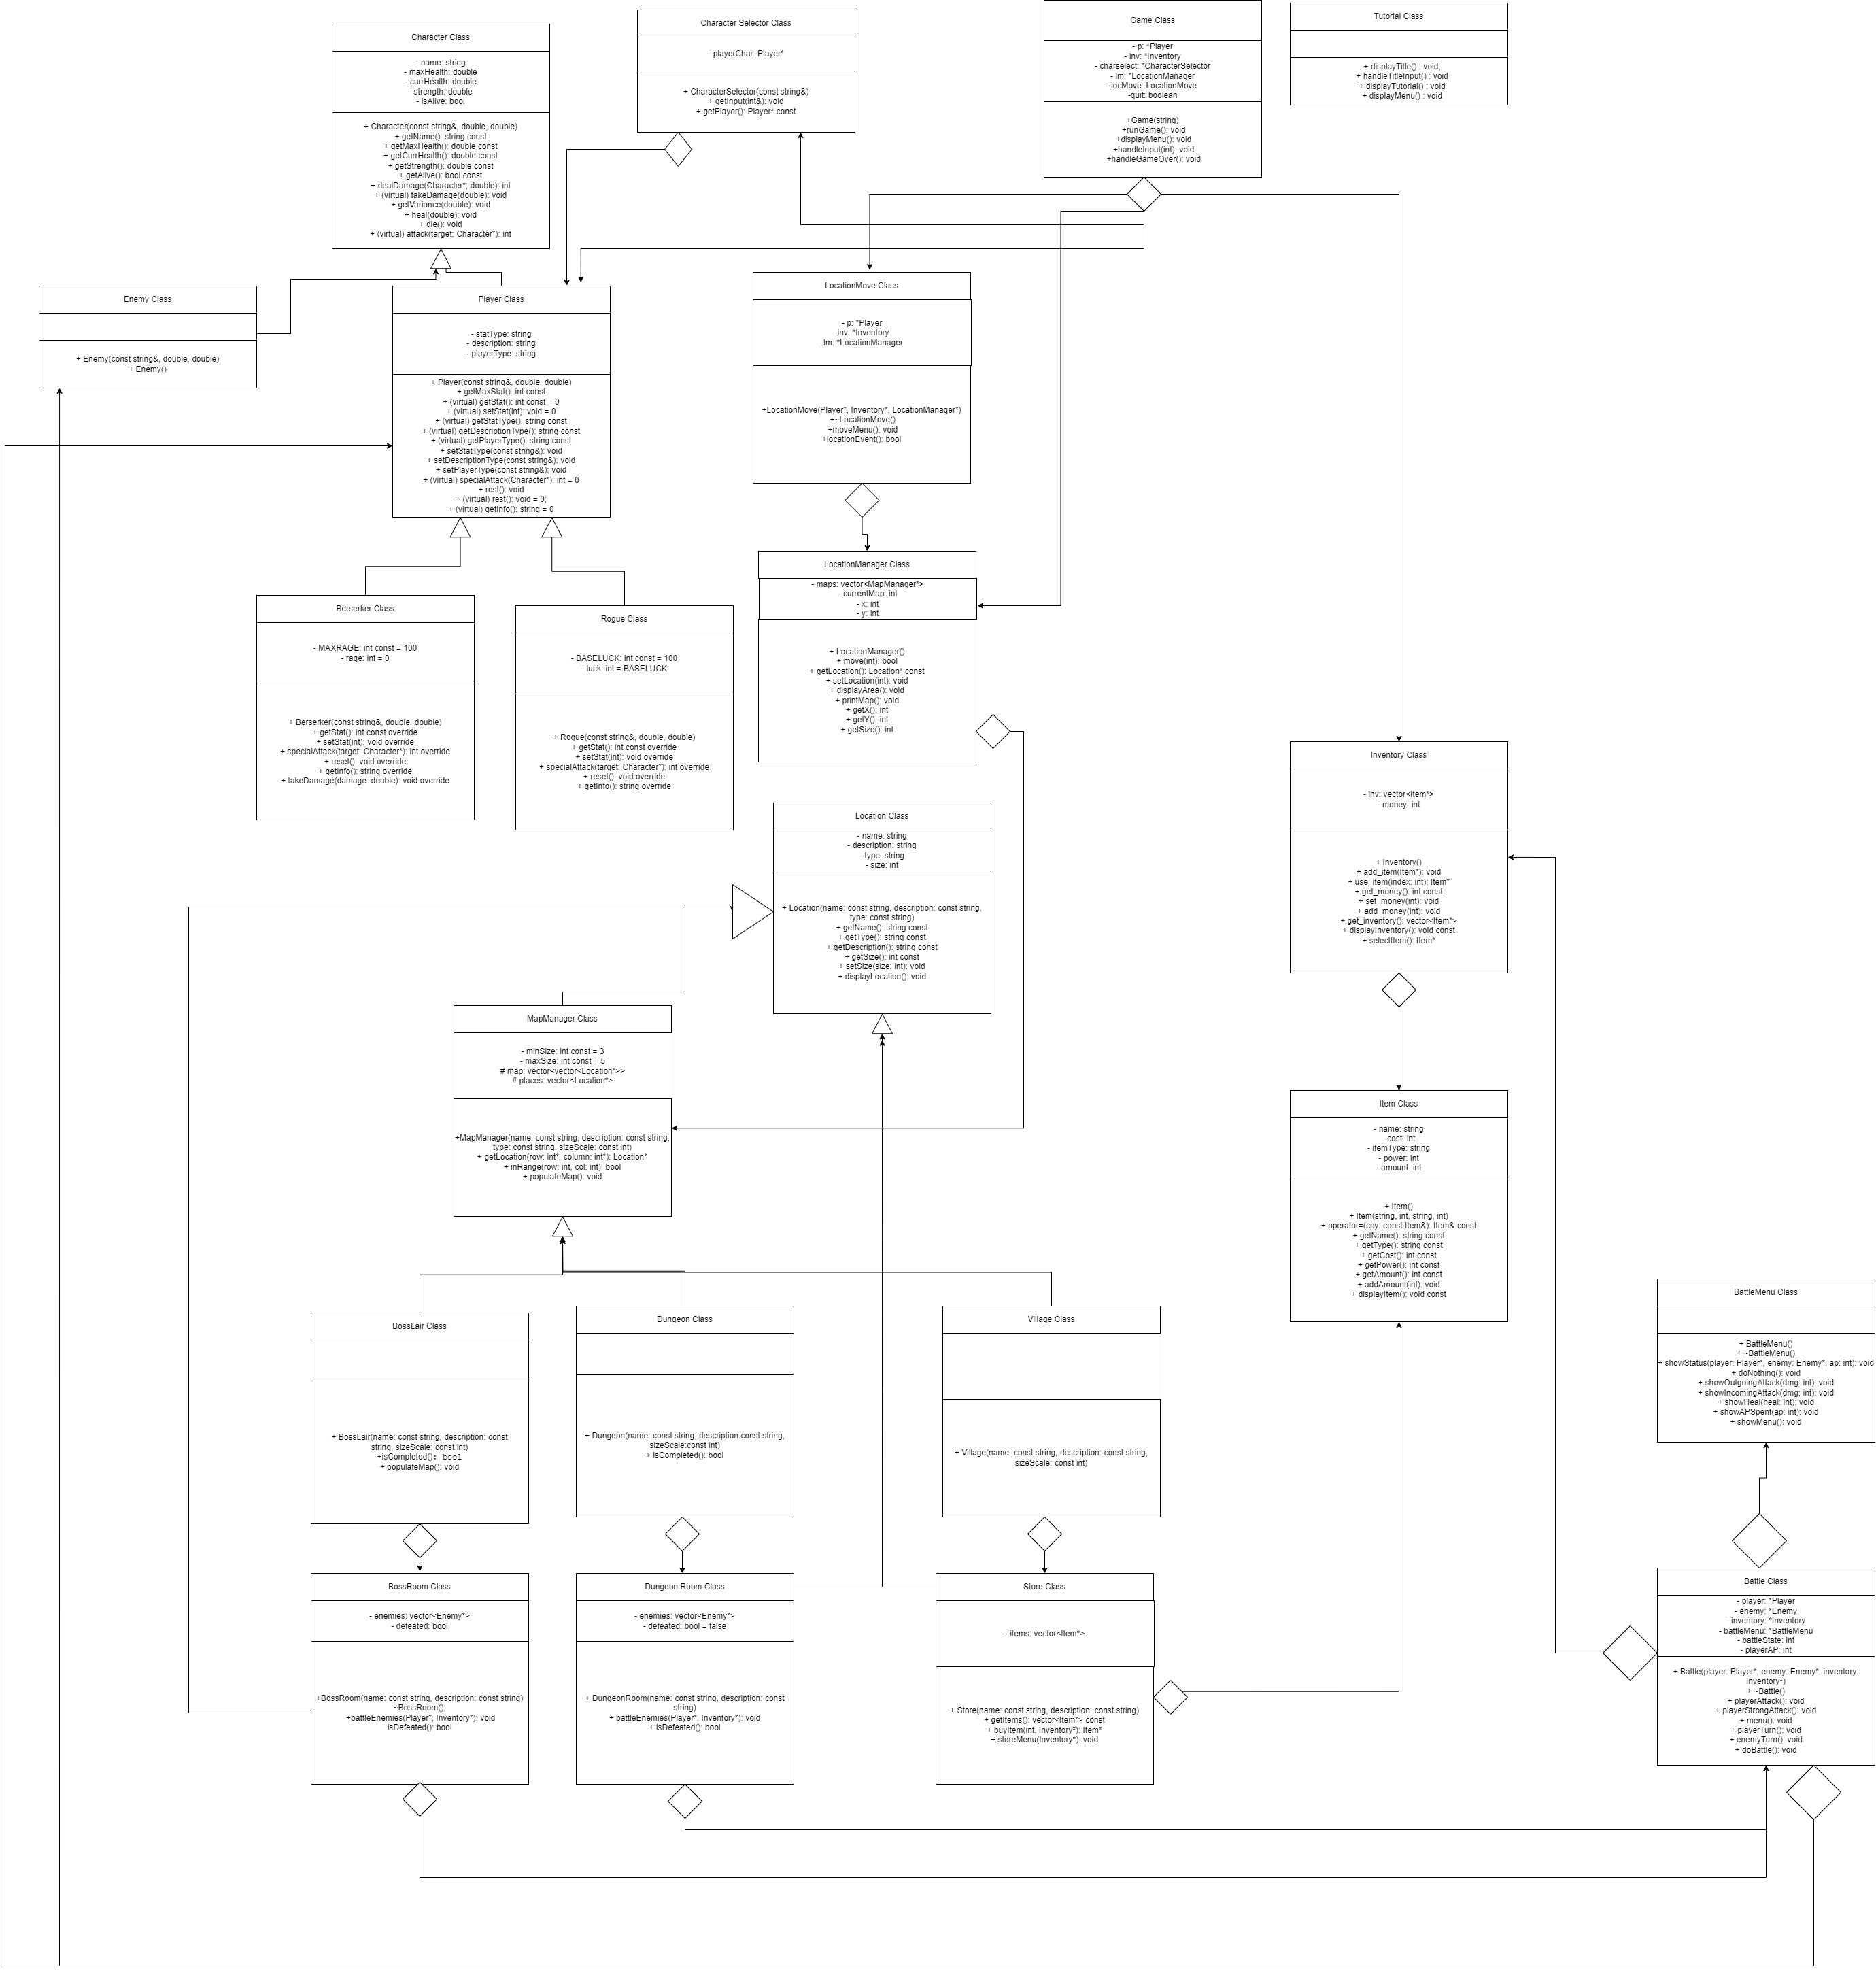 Character Class
- name: string
- maxHealth: double
- currHealth: double
- strength: double
- isAlive: bool
+ Character(const string&, double, double)
+ getName(): string const
+ getMaxHealth(): double const
+ getCurrHealth(): double const
+ getStrength(): double const
+ getAlive(): bool const
+ dealDamage(Character*, double): int
+ (virtual) takeDamage(double): void
+ getVariance(double): void
+ heal(double): void
+ die(): void
+ (virtual) attack(target: Character*): int
Character Selector Class
- playerChar: Player*
+ CharacterSelector(const string&)
+ getInput(int&): void
+ getPlayer(): Player* const
Game Class
- p: *Player
- inv: *Inventory
- charselect: *CharacterSelector
- lm: *LocationManager
-locMove: LocationMove
-quit: boolean
+Game(string)
+runGame(): void
+displayMenu(): void
+handleInput(int): void
+handleGameOver(): void
Tutorial Class
+ displayTitle() : void;
+ handleTitleInput() : void
+ displayTutorial() : void
+ displayMenu() : void
Enemy Class
+ Enemy(const string&, double, double)
+ Enemy()
Player Class
- statType: string
- description: string
- playerType: string
+ Player(const string&, double, double)
+ getMaxStat(): int const
+ (virtual) getStat(): int const = 0
+ (virtual) setStat(int): void = 0
+ (virtual) getStatType(): string const
+ (virtual) getDescriptionType(): string const
+ (virtual) getPlayerType(): string const
+ setStatType(const string&): void
+ setDescriptionType(const string&): void
+ setPlayerType(const string&): void
+ (virtual) specialAttack(Character*): int = 0
+ rest(): void
+ (virtual) rest(): void = 0;
+ (virtual) getInfo(): string = 0
LocationMove Class
- p: *Player
-inv: *Inventory
-lm: *LocationManager
+LocationMove(Player*, Inventory*, LocationManager*)
+~LocationMove()
+moveMenu(): void
+locationEvent(): bool
LocationManager Class
- maps: vector<MapManager*>
- currentMap: int
- x: int
- y: int
+ LocationManager()
+ move(int): bool
+ getLocation(): Location* const
+ setLocation(int): void
+ displayArea(): void
+ printMap(): void
+ getX(): int
+ getY(): int
+ getSize(): int
Berserker Class
- MAXRAGE: int const = 100
- rage: int = 0
+ Berserker(const string&, double, double)
+ getStat(): int const override
+ setStat(int): void override
+ specialAttack(target: Character*): int override
+ reset(): void override
+ getInfo(): string override
+ takeDamage(damage: double): void override
Rogue Class
- BASELUCK: int const = 100
- luck: int = BASELUCK
+ Rogue(const string&, double, double)
+ getStat(): int const override
+ setStat(int): void override
+ specialAttack(target: Character*): int override
+ reset(): void override
+ getInfo(): string override
Inventory Class
- inv: vector<Item*>
- money: int
+ Inventory()
+ add_item(Item*): void
+ use_item(index: int): Item*
+ get_money(): int const
+ set_money(int): void
+ add_money(int): void
+ get_inventory(): vector<Item*>
+ displayInventory(): void const
+ selectItem(): Item*
Location Class
- name: string
- description: string
- type: string
- size: int
+ Location(name: const string, description: const string,
type: const string)
+ getName(): string const
+ getType(): string const
+ getDescription(): string const
+ getSize(): int const
+ setSize(size: int): void
+ displayLocation(): void
MapManager Class
- minSize: int const = 3
- maxSize: int const = 5
# map: vector<vector<Location*>>
# places: vector<Location*>
+MapManager(name: const string, description: const string,
type: const string, sizeScale: const int)
+ getLocation(row: int*, column: int*): Location*
+ inRange(row: int, col: int): bool
+ populateMap(): void
Item Class
- name: string
- cost: int
- itemType: string
- power: int
- amount: int
+ Item()
+ Item(string, int, string, int)
+ operator=(cpy: const Item&): Item& const
+ getName(): string const
+ getType(): string const
+ getCost(): int const
+ getPower(): int const
+ getAmount(): int const
+ addAmount(int): void
+ displayItem(): void const
BattleMenu Class
+ BattleMenu()
+ ~BattleMenu()
+ showStatus(player: Player*, enemy: Enemy*, ap: int): void
+ doNothing(): void
+ showOutgoingAttack(dmg: int): void
+ showIncomingAttack(dmg: int): void
+ showHeal(heal: int): void
+ showAPSpent(ap: int): void
+ showMenu(): void
BossLair Class
+ BossLair(name: const string, description: const
string, sizeScale: const int)
+isCompleted(): bool
+ populateMap(): void
Dungeon Class
+ Dungeon(name: const string, description:const string,
sizeScale:const int)
+ isCompleted(): bool
Village Class
+ Village(name: const string, description: const string,
sizeScale: const int)
BossRoom Class
- enemies: vector<Enemy*>
- defeated: bool
+BossRoom(name: const string, description: const string)
~BossRoom();
+battleEnemies(Player*, Inventory*): void
isDefeated(): bool
Dungeon Room Class
- enemies: vector<Enemy*>
- defeated: bool = false
+ DungeonRoom(name: const string, description: const
string)
+ battleEnemies(Player*, Inventory*): void
+ isDefeated(): bool
Store Class
- items: vector<Item*>
+ Store(name: const string, description: const string)
+ getItems(): vector<Item*> const
+ buyItem(int, Inventory*): Item*
+ storeMenu(Inventory*): void
Battle Class
- player: *Player
- enemy: *Enemy
- inventory: *Inventory
- battleMenu: *BattleMenu
- battleState: int
- playerAP: int
+ Battle(player: Player*, enemy: Enemy*, inventory:
Inventory*)
+ ~Battle()
+ playerAttack(): void
+ playerStrongAttack(): void
+ menu(): void
+ playerTurn(): void
+ enemyTurn(): void
+ doBattle(): void